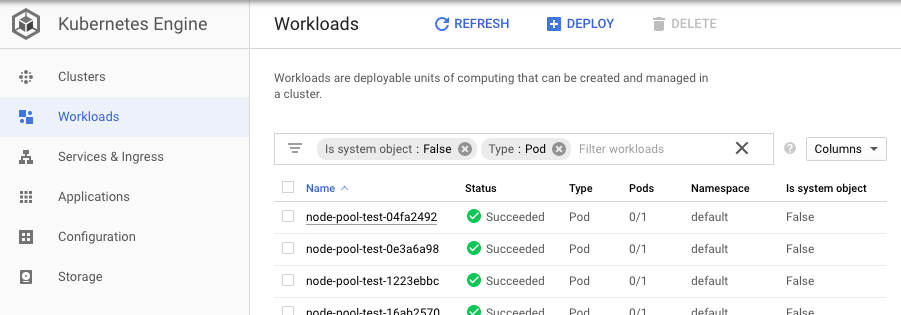 Kubernetes Engine
Workloads
REFRESH
DEPLOY
DELETE
Clusters
Workloads
Services & Ingress
Applications
Configuration
Storage
Workloads are deployable units of computing that can be created and managed in
a cluster.
Is system object : False
Type : Pod
Filter workloads
Columns
Name Status Type Pods Namespace Is system object
node-pool-test-04fa2492 Succeeded Pod 0/1 default False
node-pool-test-0e3a6a98 Succeeded Pod 0/1 default False
node-pool-test-1223ebbc Succeeded Pod 0/1 default False
node-pool-test-16ab2570 Succeeded Pod 0/1 default False